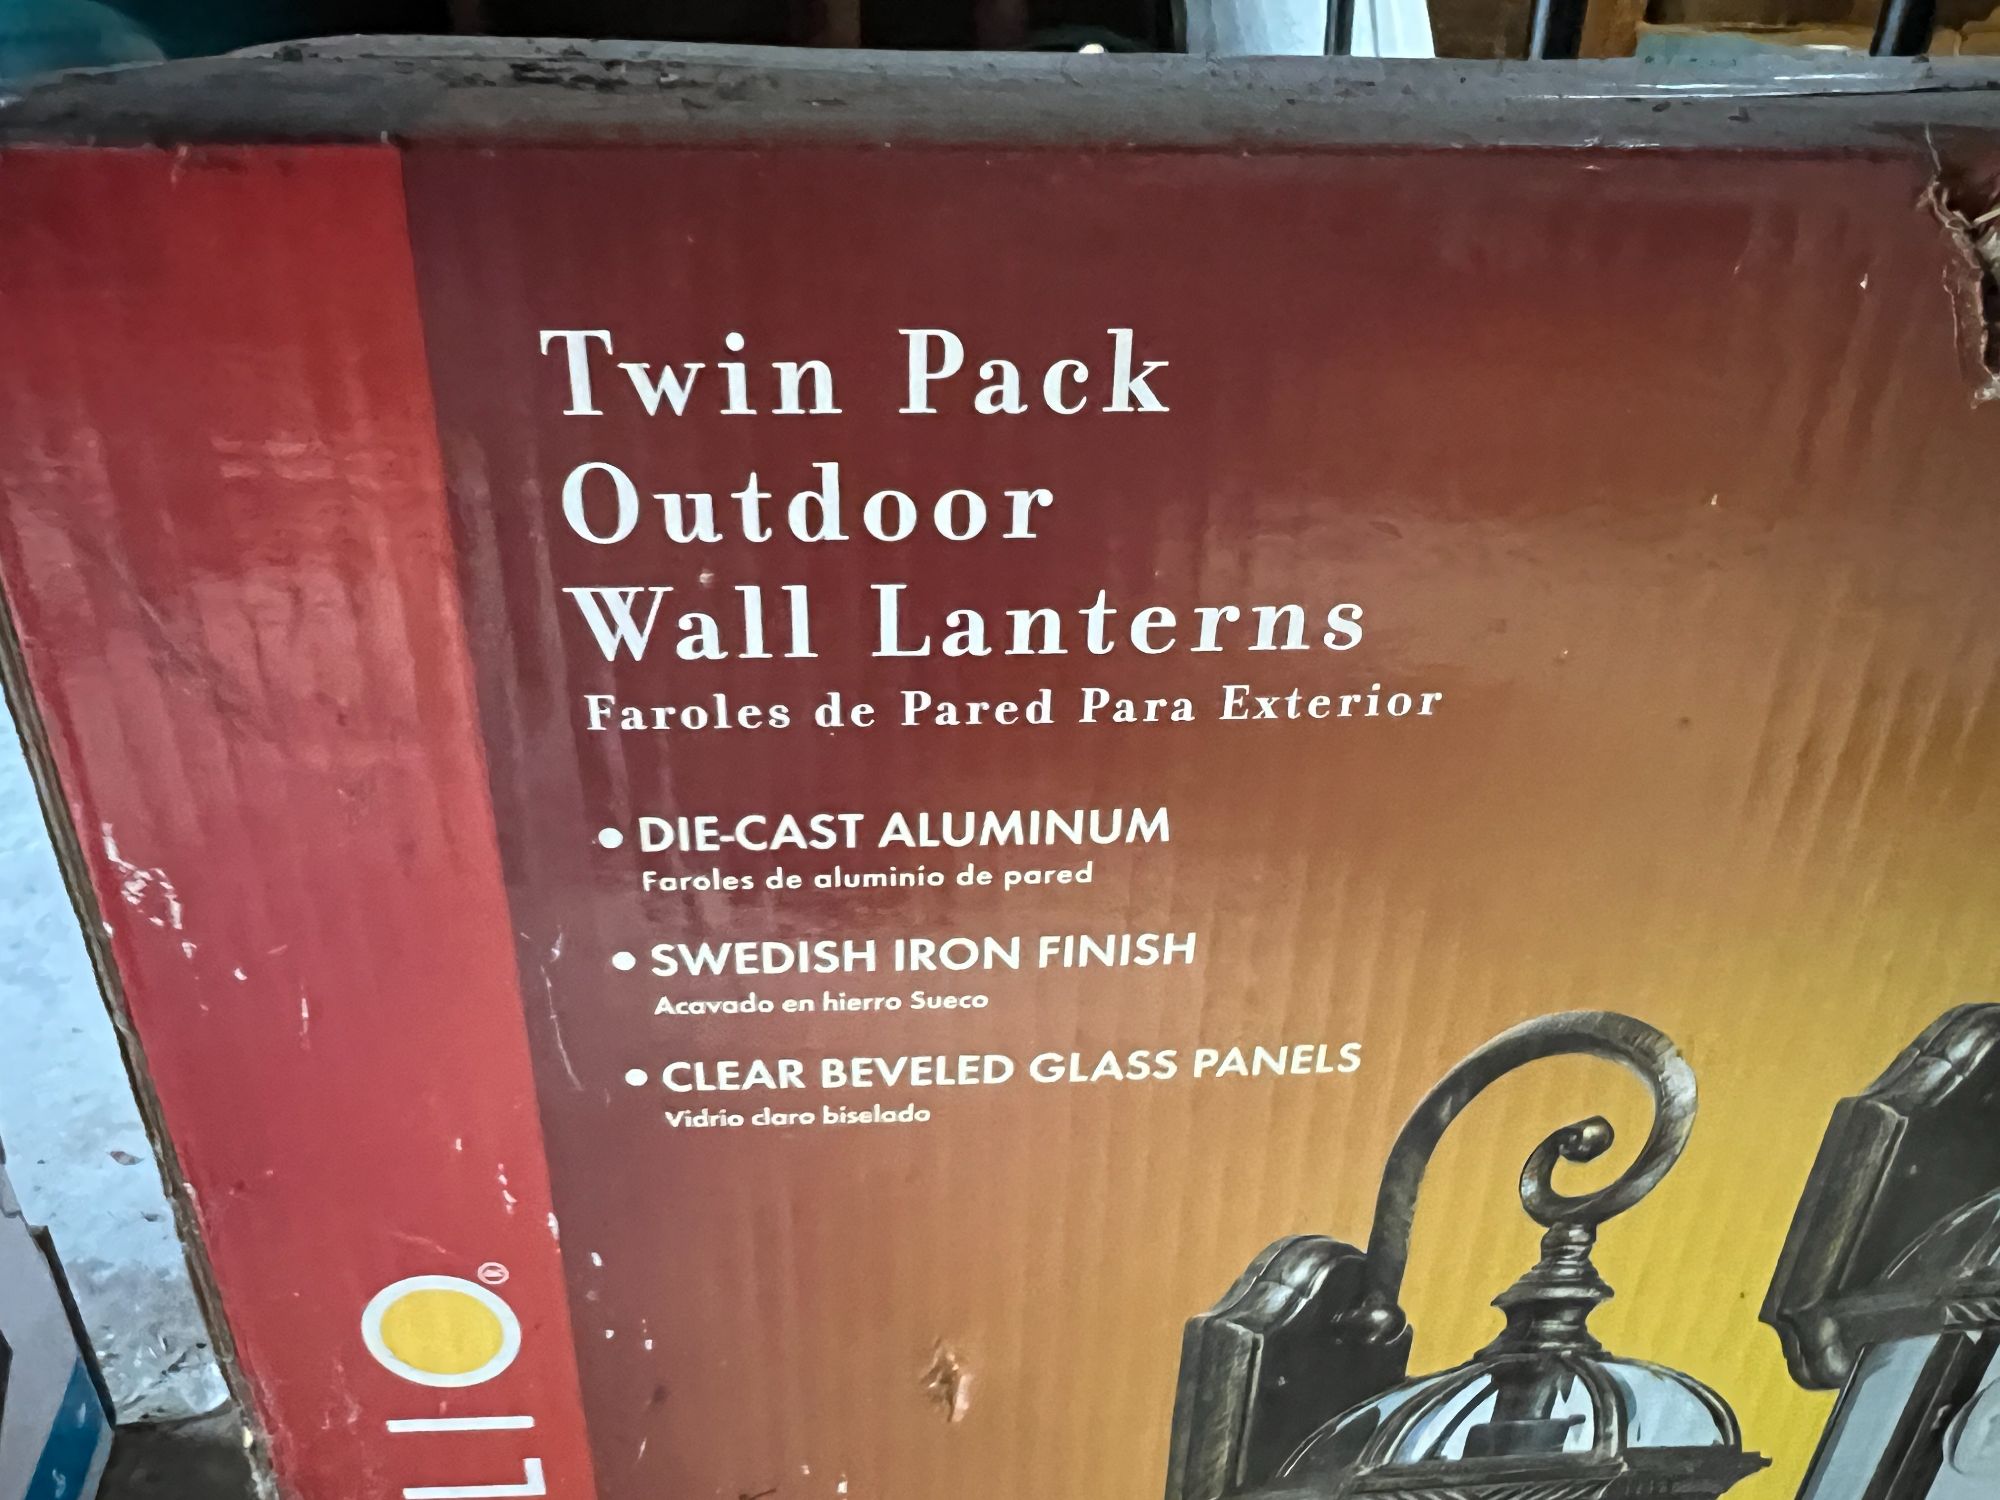 Twin Pack
Outdoor
Wall Lanterns
Faroles de Pared Para Exterior
• DIE-CAST ALUMINUM
Faroles de aluminio de pared
• SWEDISH IRON FINISH
Acavado en hierro Sueco
• CLEAR BEVELED GLASS PANELS
Vidrio claro biselado
LIO®